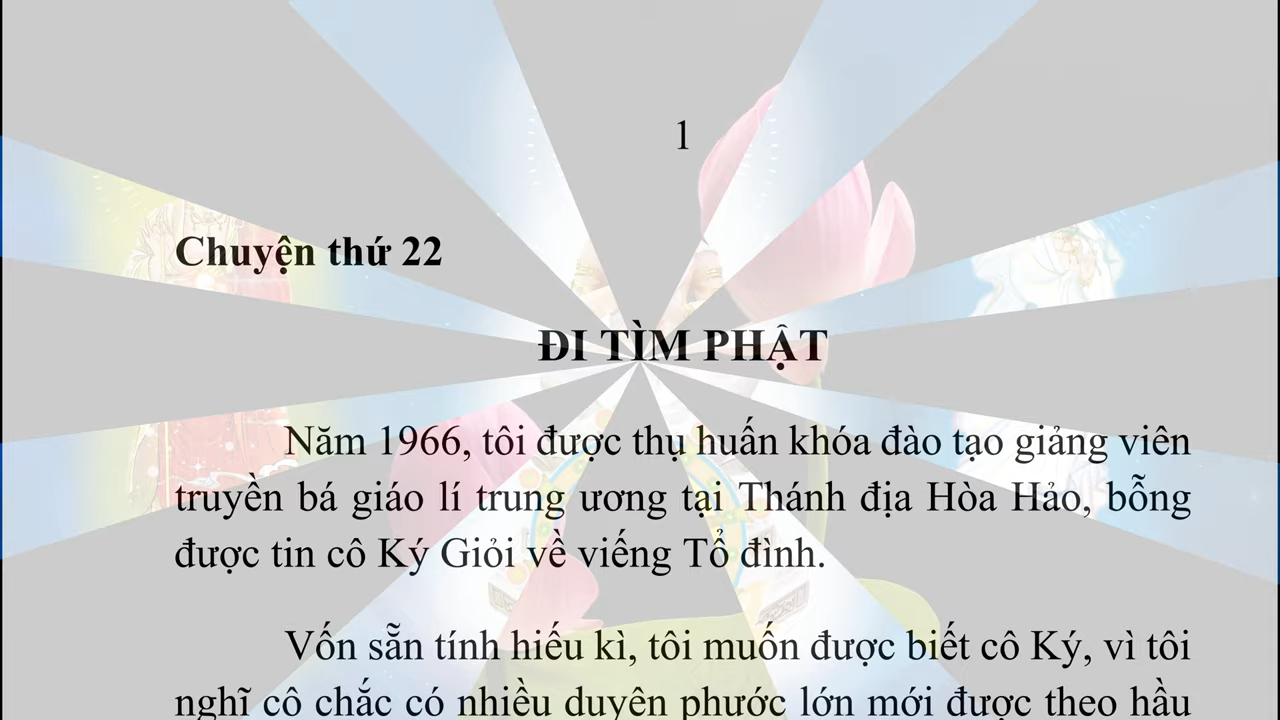 1
Chuyện thứ 22
ĐI TÌM PHẬT
Năm 1966, tôi được thụ huấn khóa đào tạo giảng viên
truyền bá giáo lí trung ương tại Thánh địa Hòa Hảo, bỗng
được tin cô Ký Giỏi về viếng Tổ đình.
Vốn sẵn tính hiếu kì, tôi muốn được biết cô Ký, vì tôi
nghĩ cô chắc có nhiều duyên phước lớn mới được theo hầu